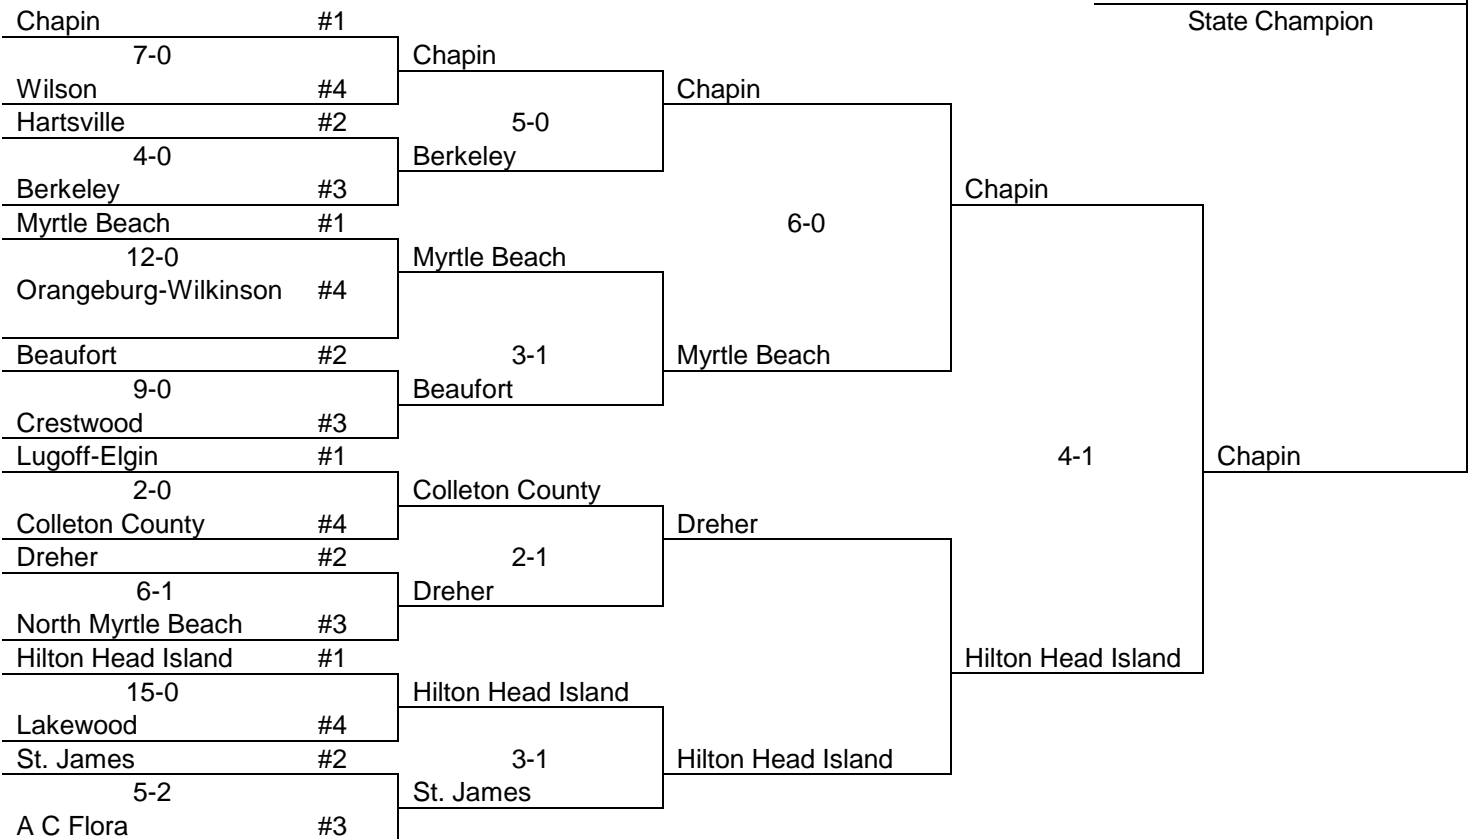 Chapin #1 State Champion
7-0 Chapin
Wilson #4 Chapin
Hartsville #2 5-0
4-0 Berkeley
Berkeley #3 Chapin
Myrtle Beach #1 6-0
12-0 Myrtle Beach
Orangeburg-Wilkinson #4
Beaufort #2 3-1 Myrtle Beach
9-0 Beaufort
Crestwood #3
Lugoff-Elgin #1 4-1 Chapin
2-0 Colleton County
Colleton County #4 Dreher
Dreher #2 2-1
6-1 Dreher
North Myrtle Beach #3
Hilton Head Island #1 Hilton Head Island
15-0 Hilton Head Island
Lakewood #4
St. James #2 3-1 Hilton Head Island
5-2 St. James
A C Flora #3